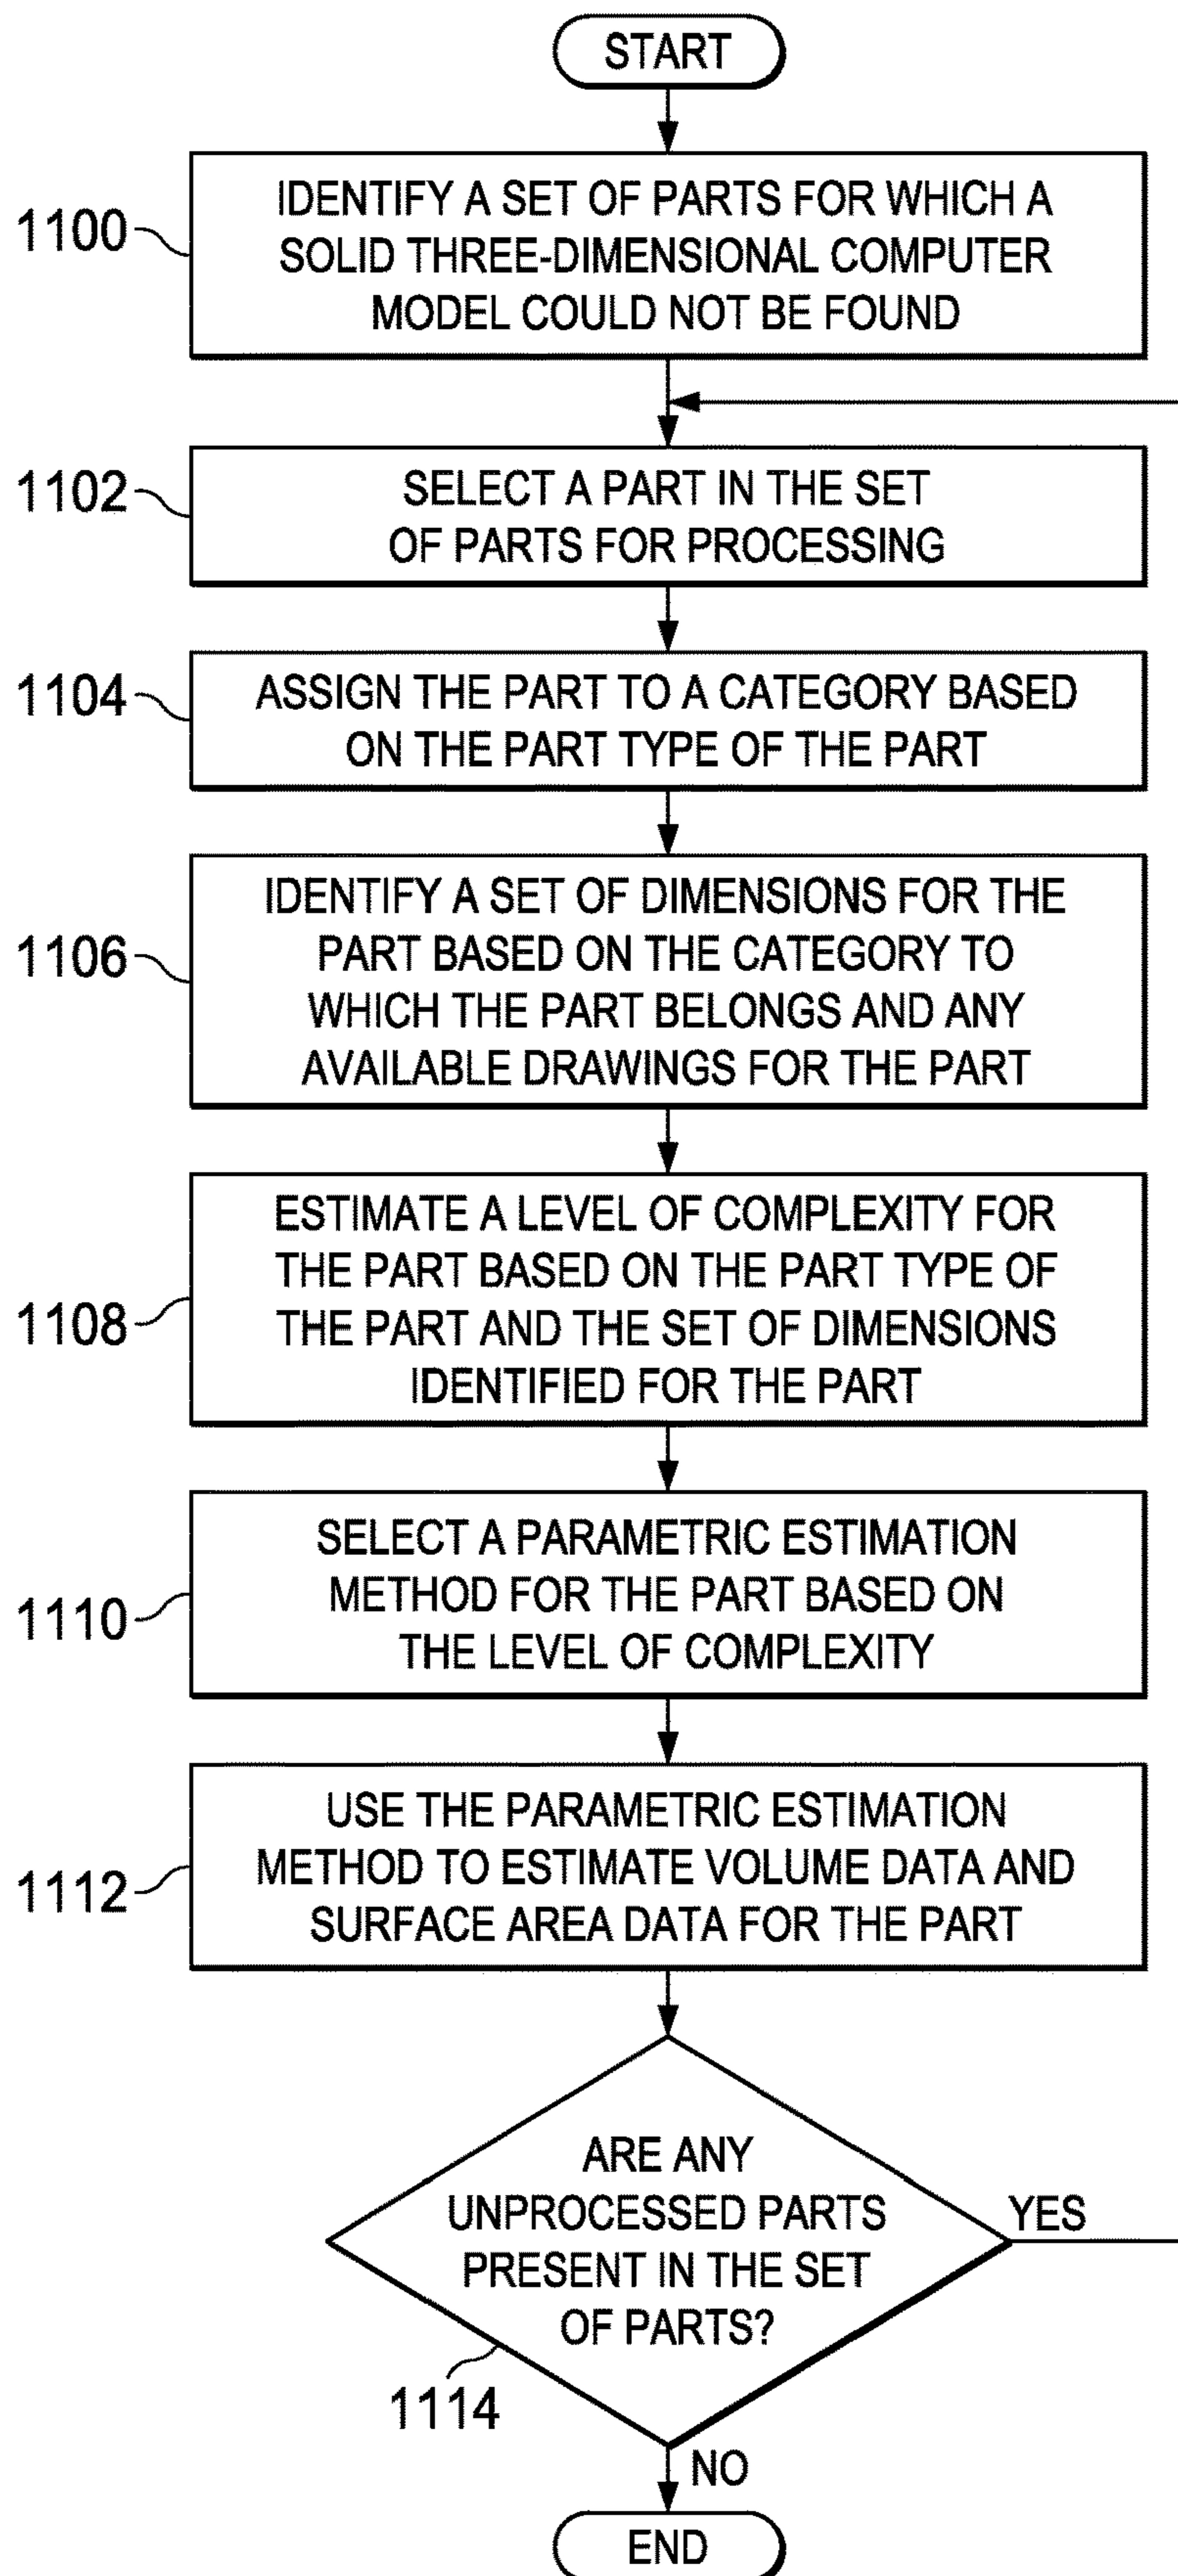 START
1100
IDENTIFY A SET OF PARTS FOR WHICH A
SOLID THREE-DIMENSIONAL COMPUTER
MODEL COULD NOT BE FOUND
1102
SELECT A PART IN THE SET
OF PARTS FOR PROCESSING
1104
ASSIGN THE PART TO A CATEGORY BASED
ON THE PART TYPE OF THE PART
1106
IDENTIFY A SET OF DIMENSIONS FOR THE
PART BASED ON THE CATEGORY TO
WHICH THE PART BELONGS AND ANY
AVAILABLE DRAWINGS FOR THE PART
1108
ESTIMATE A LEVEL OF COMPLEXITY FOR
THE PART BASED ON THE PART TYPE OF
THE PART AND THE SET OF DIMENSIONS
IDENTIFIED FOR THE PART
1110
SELECT A PARAMETRIC ESTIMATION
METHOD FOR THE PART BASED ON
THE LEVEL OF COMPLEXITY
1112
USE THE PARAMETRIC ESTIMATION
METHOD TO ESTIMATE VOLUME DATA AND
SURFACE AREA DATA FOR THE PART
ARE ANY
UNPROCESSED PARTS
PRESENT IN THE SET
OF PARTS?
YES
1114
NO
END